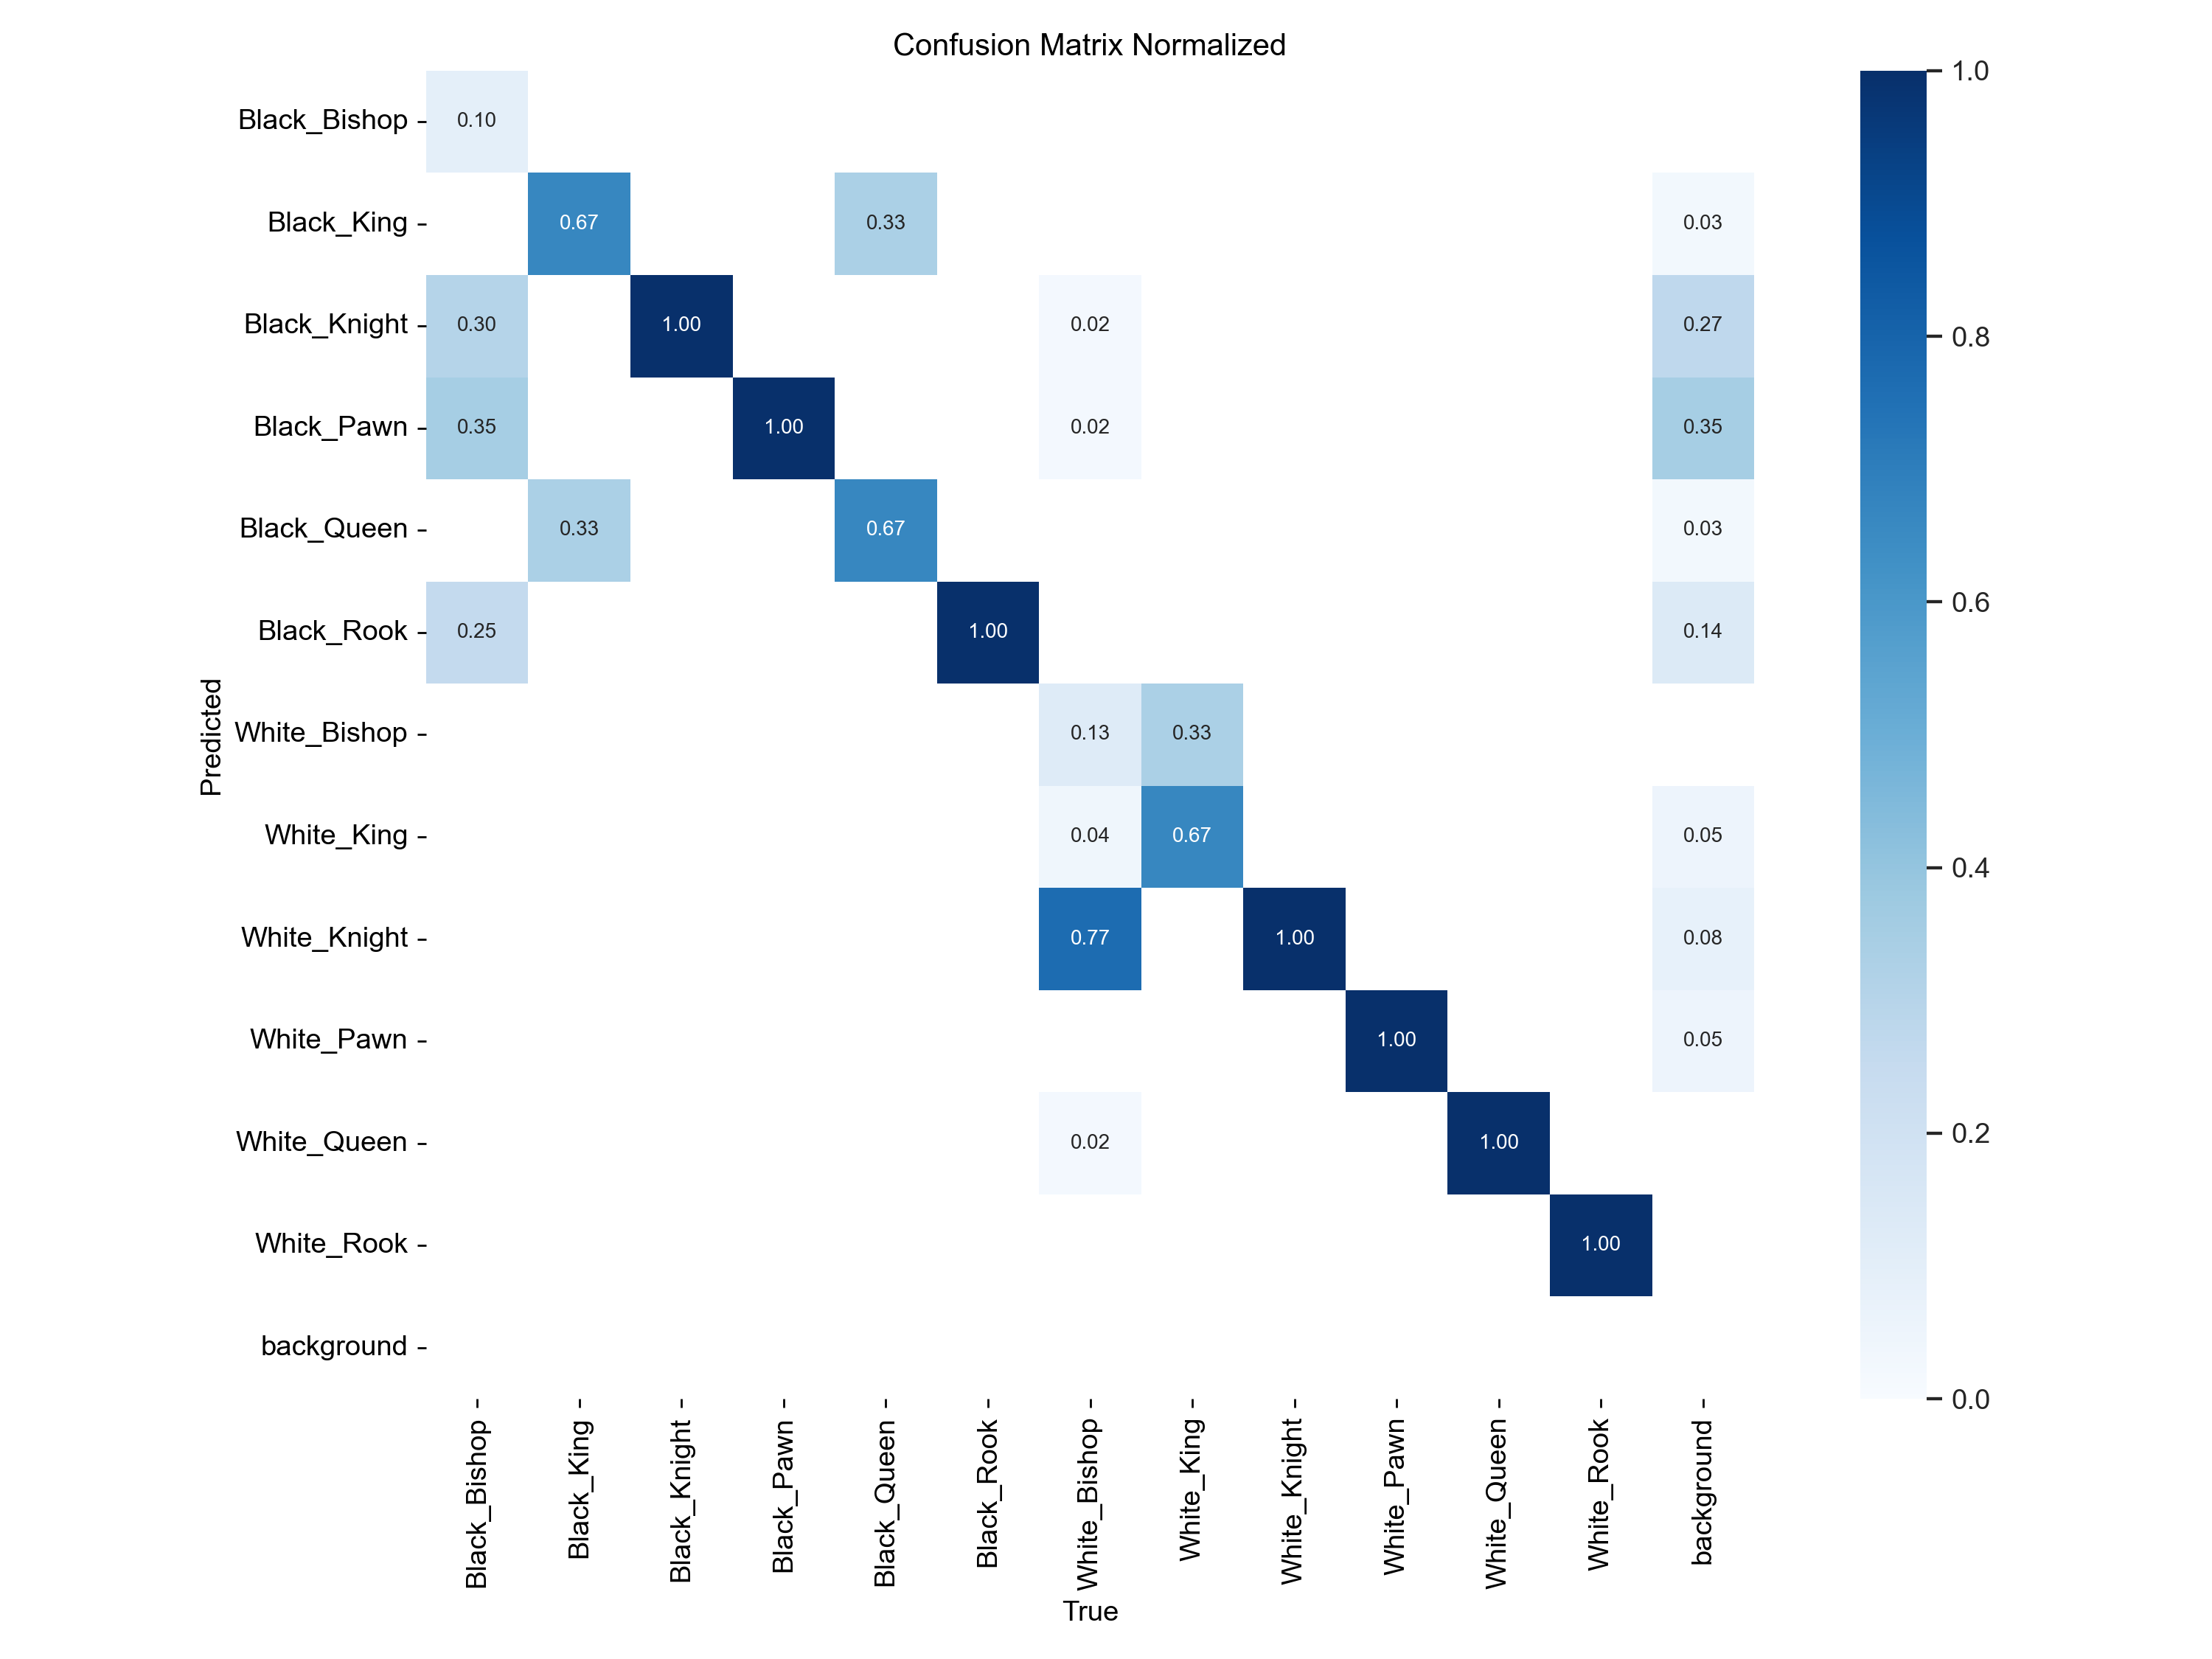 Confusion Matrix Normalized
Black_Bishop 0.10
Black_King 0.67 0.33 0.03
Black_Knight 0.30 1.00 0.02 0.27
Black_Pawn 0.35 1.00 0.02 0.35
Black_Queen 0.33 0.67 0.03
Black_Rook 0.25 1.00 0.14
White_Bishop 0.13 0.33
White_King 0.04 0.67 0.05
White_Knight 0.77 1.00 0.08
White_Pawn 1.00 0.05
White_Queen 0.02 1.00
White_Rook 1.00
background
Predicted
Black_Bishop
Black_King
Black_Knight
Black_Pawn
Black_Queen
Black_Rook
White_Bishop
White_King
White_Knight
White_Pawn
White_Queen
White_Rook
background
True
1.0
0.8
0.6
0.4
0.2
0.0